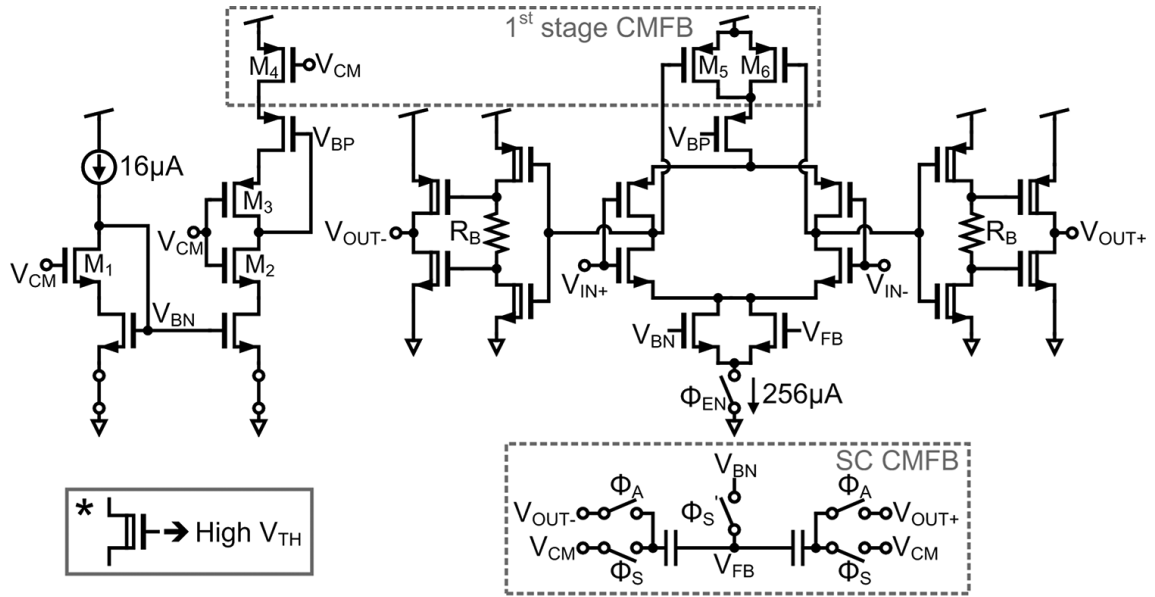 1st stage CMFB
M4
VCM
M5
M6
VBP
VBP
16μA
M3
VOUT-
RB
RB
VOUT+
VCM
M1
M2
VCM
VIN+
VIN-
VBN
VBN
VFB
ΦEN
256μA
SC CMFB
VBN
ΦA
ΦS'
ΦA
VOUT-
VOUT+
VCM
VCM
ΦS
VFB
ΦS
* High VTH